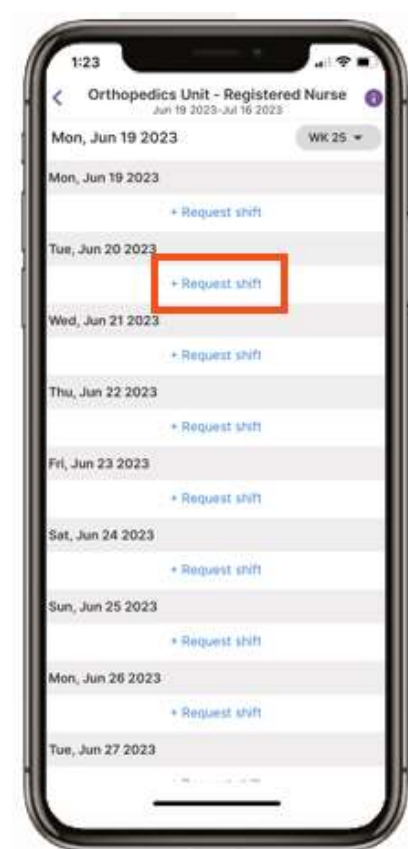 1:23
Orthopedics Unit - Registered Nurse
Jun 19 2023-Jul 16 2023
Mon, Jun 19 2023 WK 25
Mon, Jun 19 2023
+ Request shift
Tue, Jun 20 2023
+ Request shift
Wed, Jun 21 2023
+ Request shift
Thu, Jun 22 2023
+ Request shift
Fri, Jun 23 2023
+ Request shift
Sat, Jun 24 2023
+ Request shift
Sun, Jun 25 2023
+ Request shift
Mon, Jun 26 2023
+ Request shift
Tue, Jun 27 2023